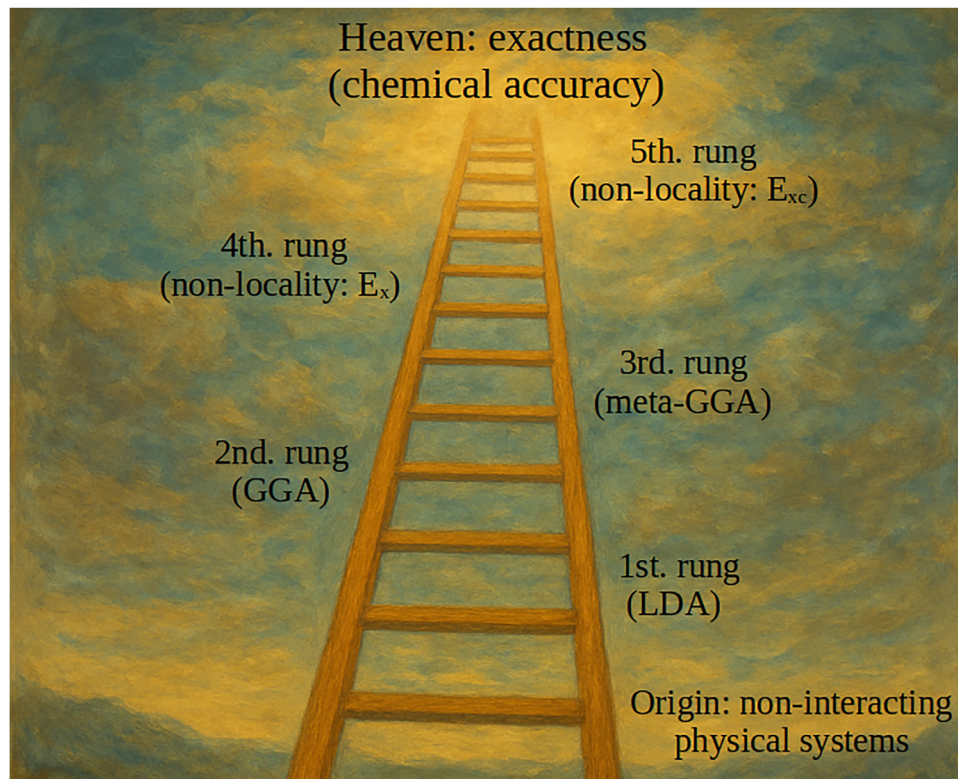 Heaven: exactness
(chemical accuracy)
5th. rung
(non-locality: Exc)
4th. rung
(non-locality: Ex)
3rd. rung
(meta-GGA)
2nd. rung
(GGA)
1st. rung
(LDA)
Origin: non-interacting
physical systems